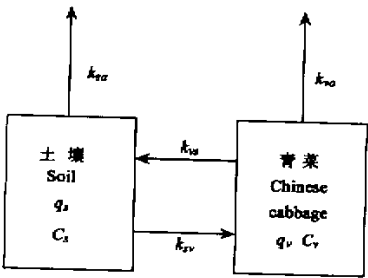 k_sa
k_va
土 壤
Soil
q_s
C_s
k_vs
k_sv
青 菜
Chinese
cabbage
q_v C_v